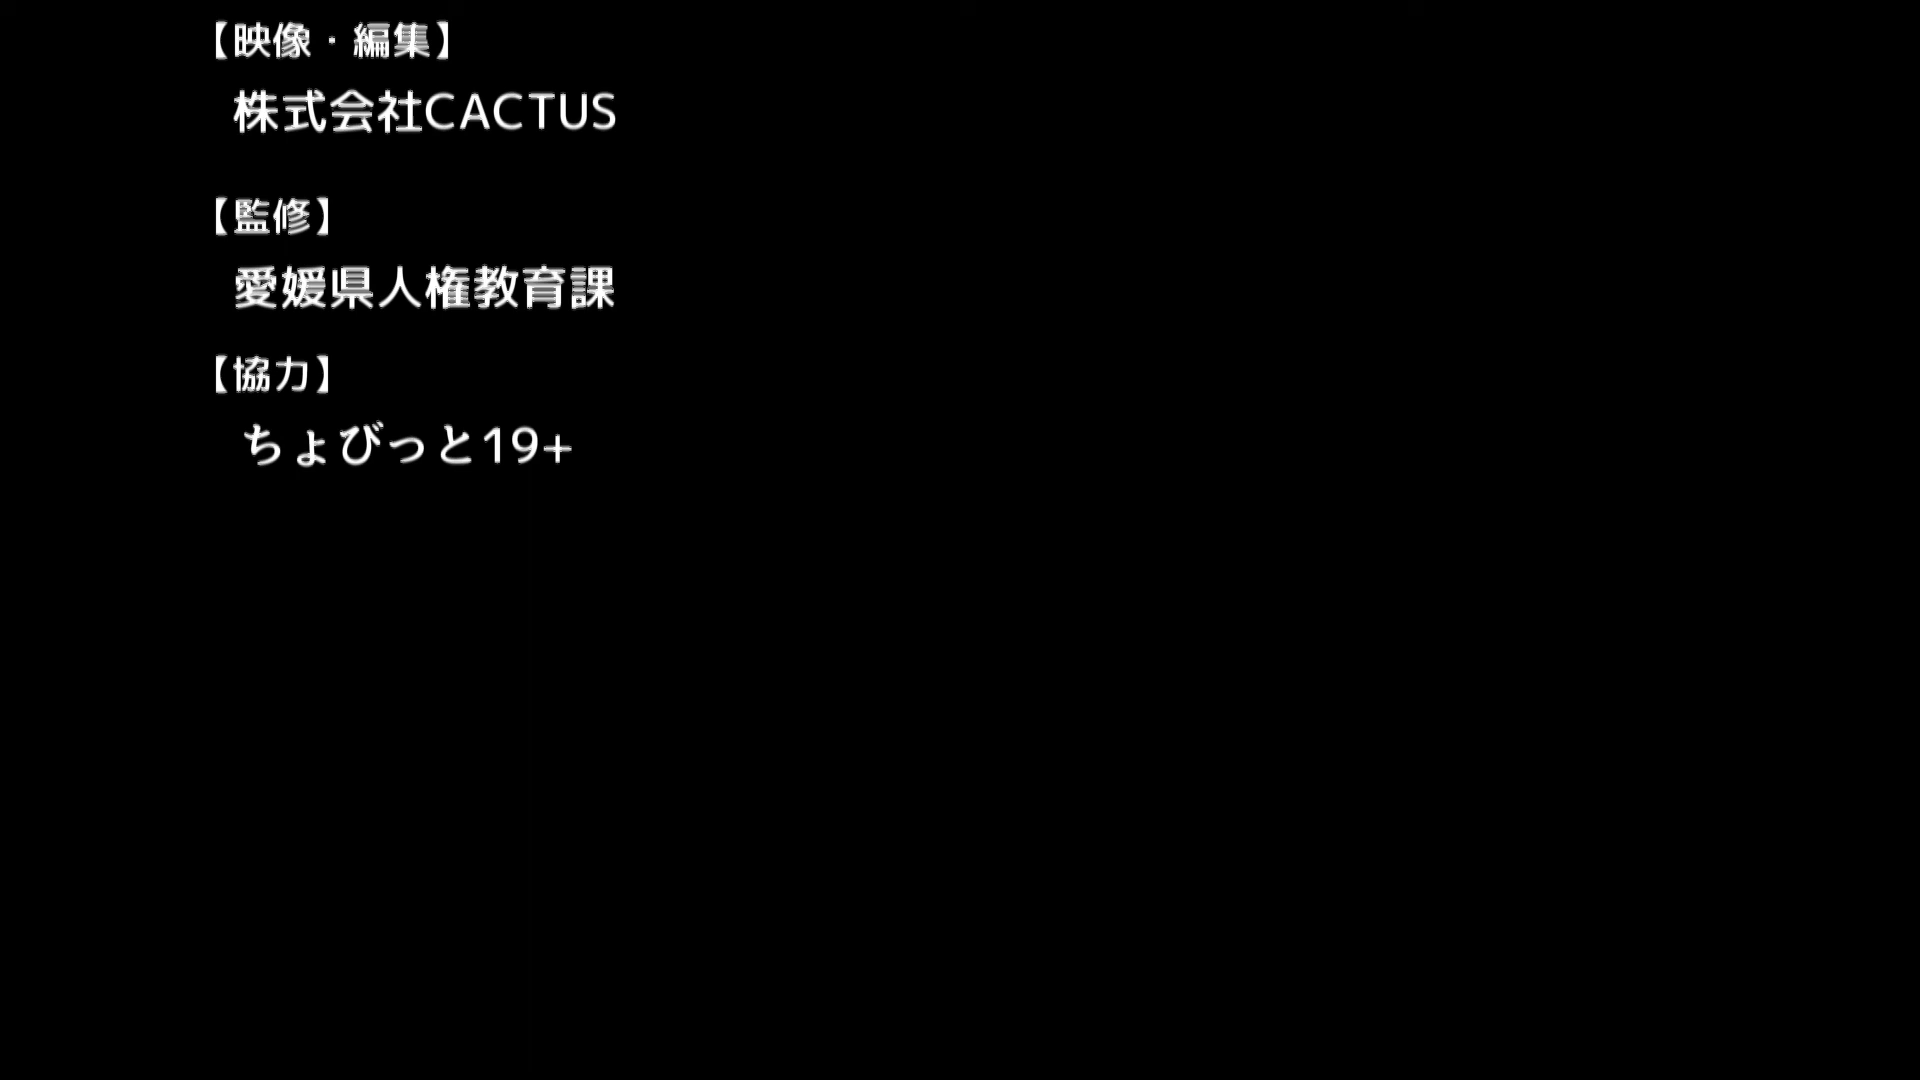 【映像・編集】
株式会社CACTUS
【監修】
愛媛県人権教育課
【協力】
ちょびっと19+